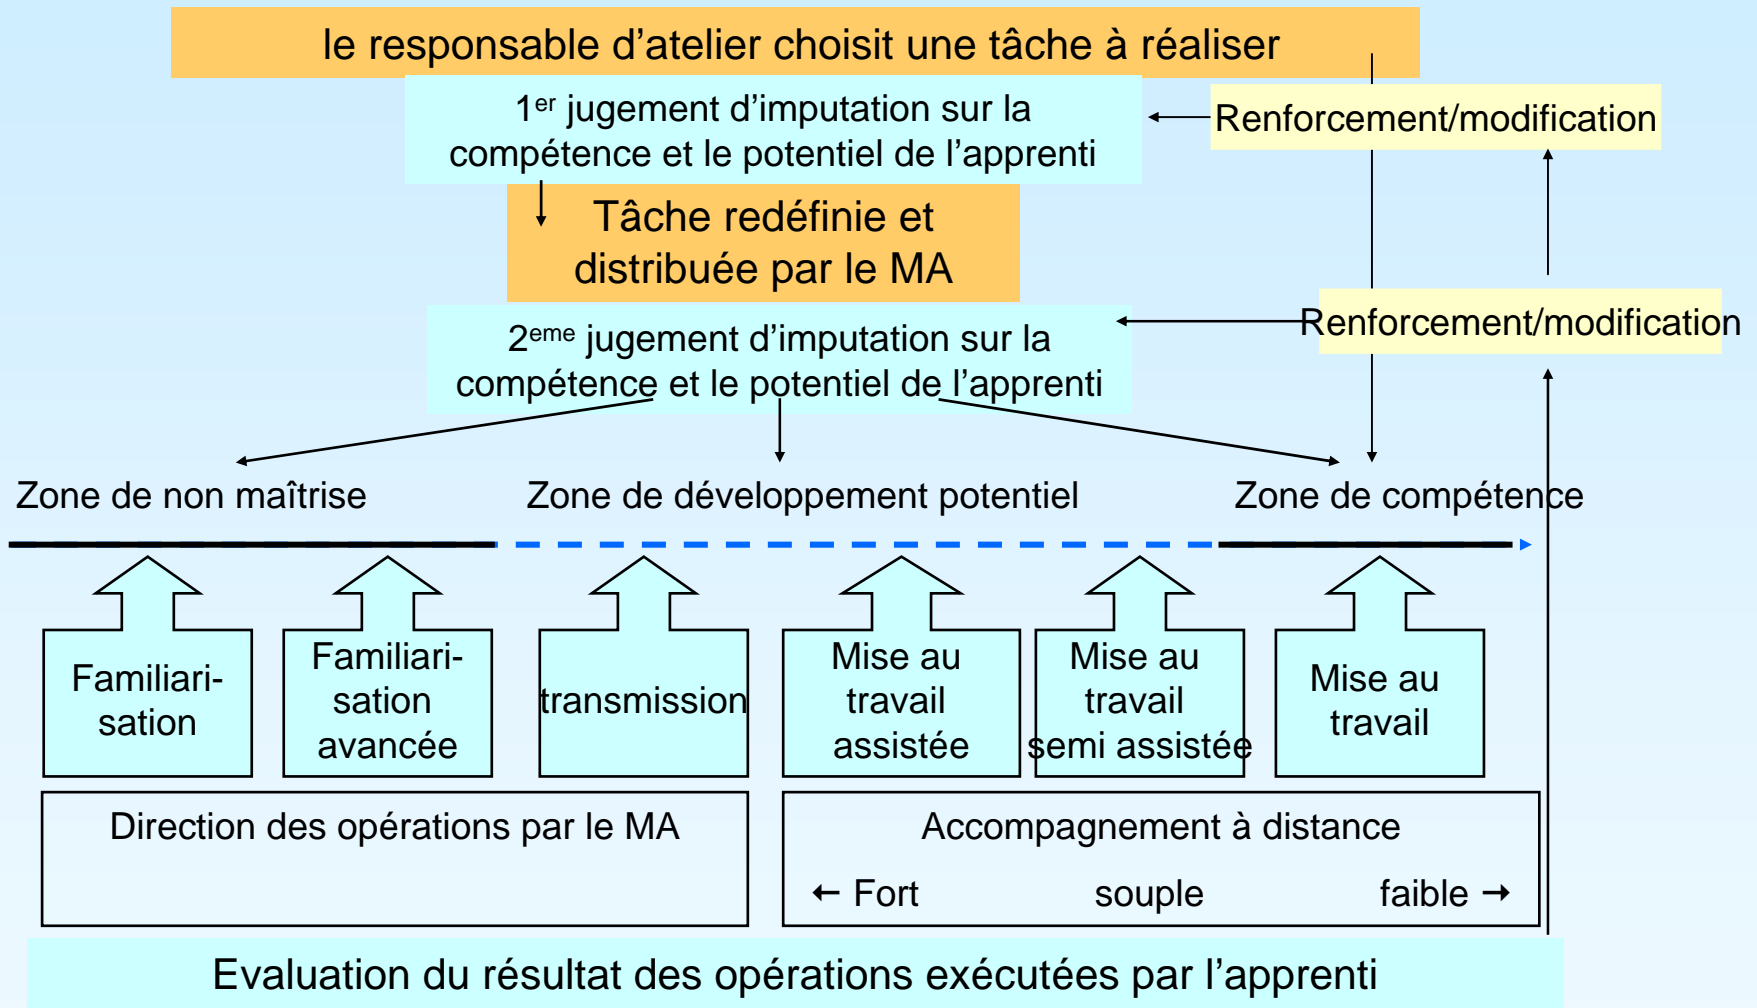 le responsable d’atelier choisit une tâche à réaliser
1er jugement d’imputation sur la
compétence et le potentiel de l’apprenti
Renforcement/modification
Tâche redéfinie et
distribuée par le MA
2eme jugement d’imputation sur la
compétence et le potentiel de l’apprenti
Renforcement/modification
Zone de non maîtrise
Zone de développement potentiel
Zone de compétence
Familiari-
sation
Familiari-
sation
avancée
transmission
Mise au
travail
assistée
Mise au
travail
semi assistée
Mise au
travail
Direction des opérations par le MA
Accompagnement à distance
← Fort souple faible →
Evaluation du résultat des opérations exécutées par l’apprenti